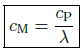 c_M = c_P / λ